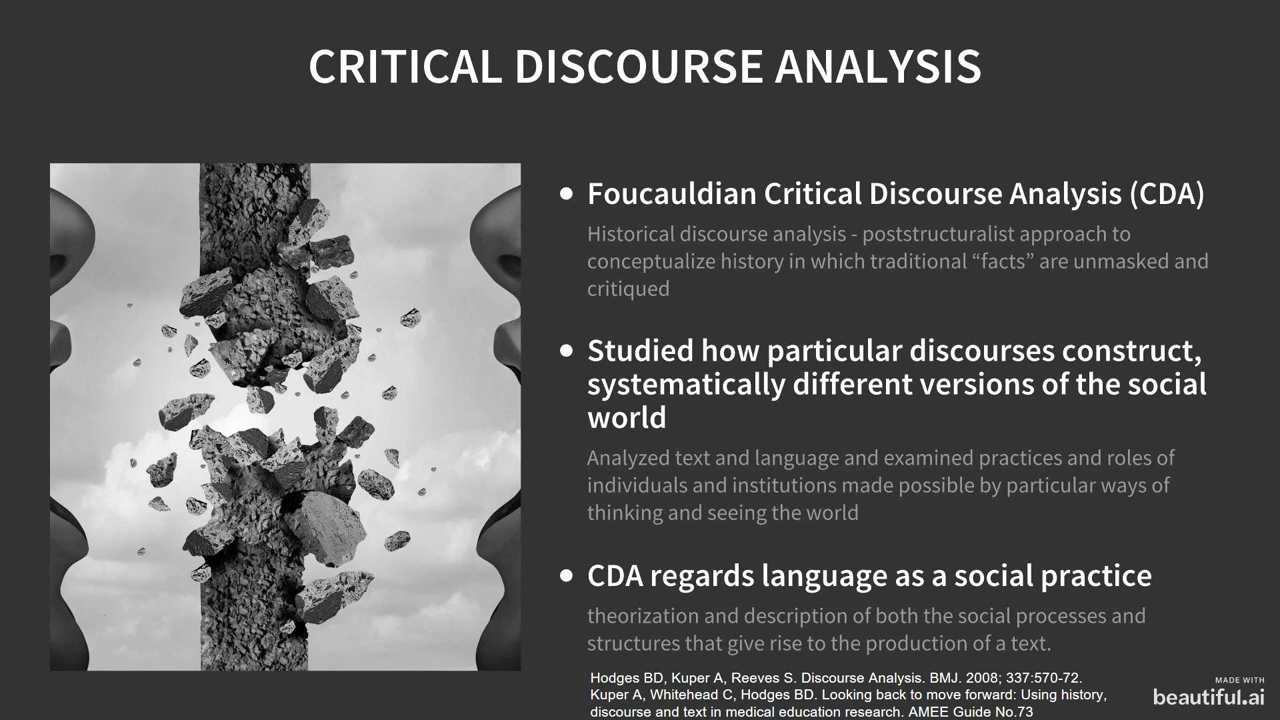 CRITICAL DISCOURSE ANALYSIS
• Foucauldian Critical Discourse Analysis (CDA)
Historical discourse analysis - poststructuralist approach to
conceptualize history in which traditional “facts” are unmasked and
critiqued
• Studied how particular discourses construct,
systematically different versions of the social
world
Analyzed text and language and examined practices and roles of
individuals and institutions made possible by particular ways of
thinking and seeing the world
• CDA regards language as a social practice
theorization and description of both the social processes and
structures that give rise to the production of a text.
Hodges BD, Kuper A, Reeves S. Discourse Analysis. BMJ. 2008; 337:570-72.
Kuper A, Whitehead C, Hodges BD. Looking back to move forward: Using history,
discourse and text in medical education research. AMEE Guide No.73
MADE WITH
beautiful.ai